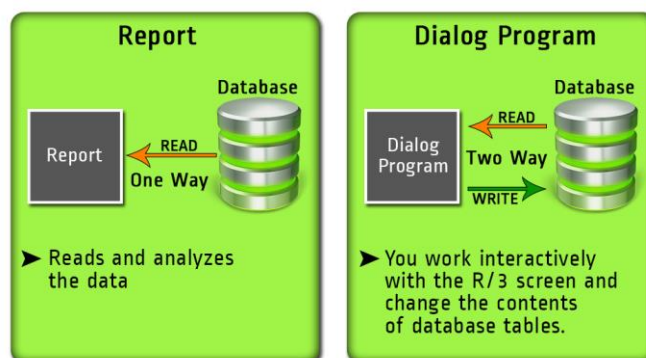 Report
Database
Report
READ
One Way
➤ Reads and analyzes
the data
Dialog Program
Database
Dialog
Program
READ
Two Way
WRITE
➤ You work interactively
with the R/3 screen and
change the contents
of database tables.